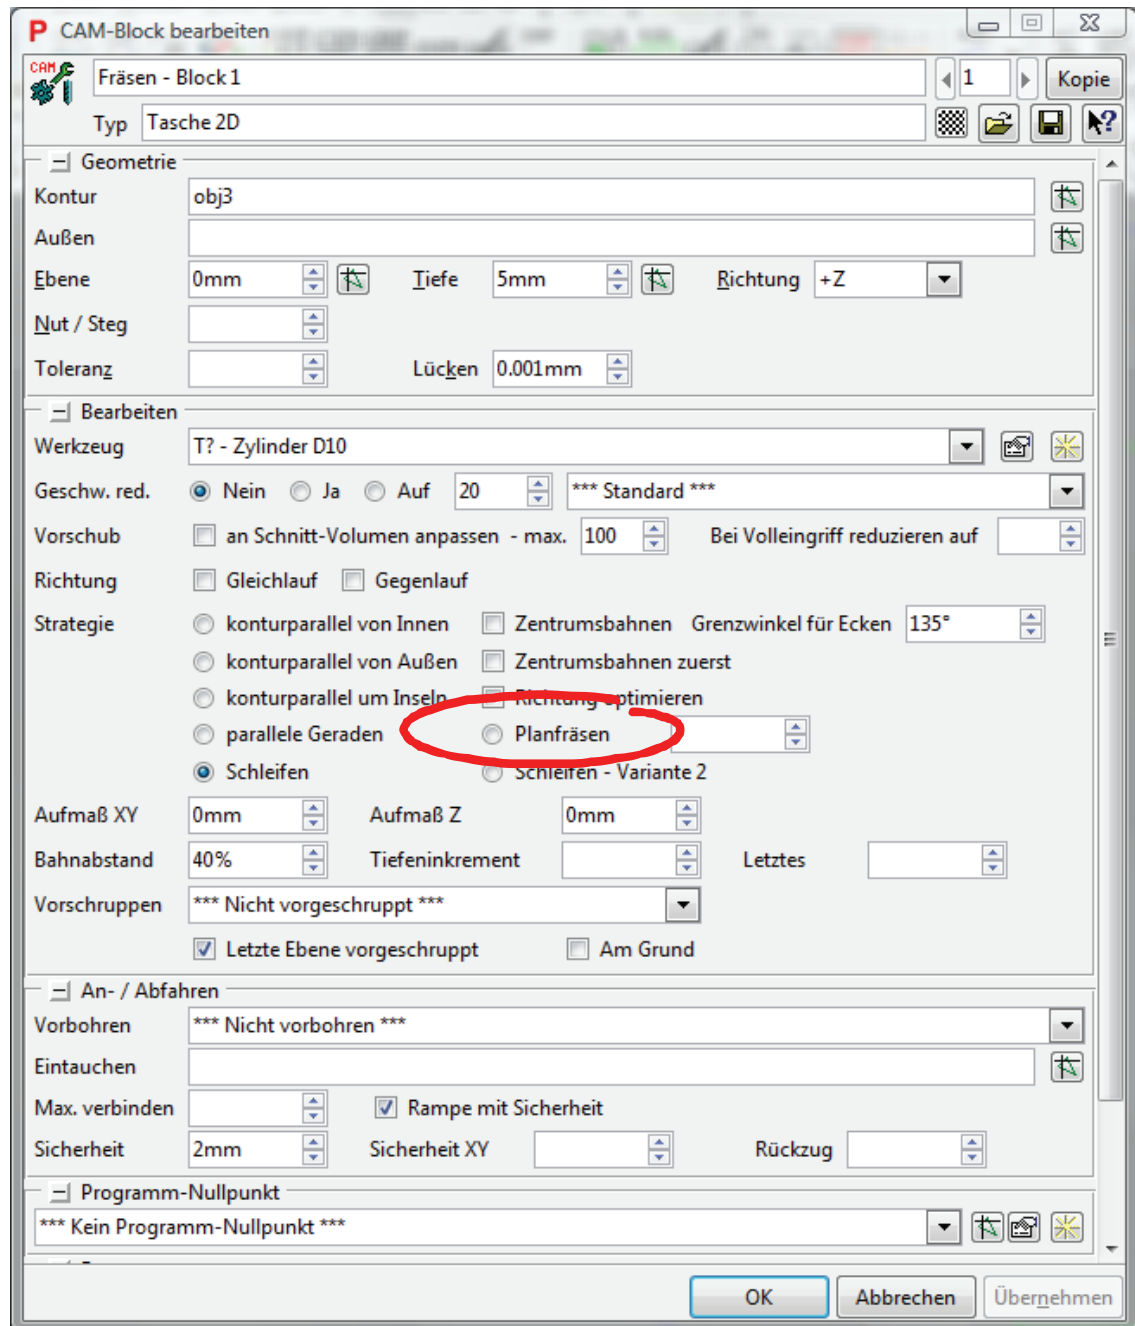 CAM-Block bearbeiten
CAM Fräsen - Block 1 1 Kopie
Typ Tasche 2D
Geometrie
Kontur obj3
Außen
Ebene 0mm Tiefe 5mm Richtung +Z
Nut / Steg
Toleranz Lücken 0.001mm
Bearbeiten
Werkzeug T? - Zylinder D10
Geschw. red. Nein Ja Auf 20 *** Standard ***
Vorschub an Schnitt-Volumen anpassen - max. 100 Bei Volleingriff reduzieren auf
Richtung Gleichlauf Gegenlauf
Strategie konturparallel von Innen Zentrumsbahnen Grenzwinkel für Ecken 135°
konturparallel von Außen Zentrumsbahnen zuerst
konturparallel um Inseln Richtung optimieren
parallele Geraden Planfräsen
Schleifen Schleifen - Variante 2
Aufmaß XY 0mm Aufmaß Z 0mm
Bahnabstand 40% Tiefeninkrement Letztes
Vorschruppen *** Nicht vorgeschruppt ***
Letzte Ebene vorgeschruppt Am Grund
An- / Abfahren
Vorbohren *** Nicht vorbohren ***
Eintauchen
Max. verbinden Rampe mit Sicherheit
Sicherheit 2mm Sicherheit XY Rückzug
Programm-Nullpunkt
*** Kein Programm-Nullpunkt ***
OK Abbrechen Übernehmen